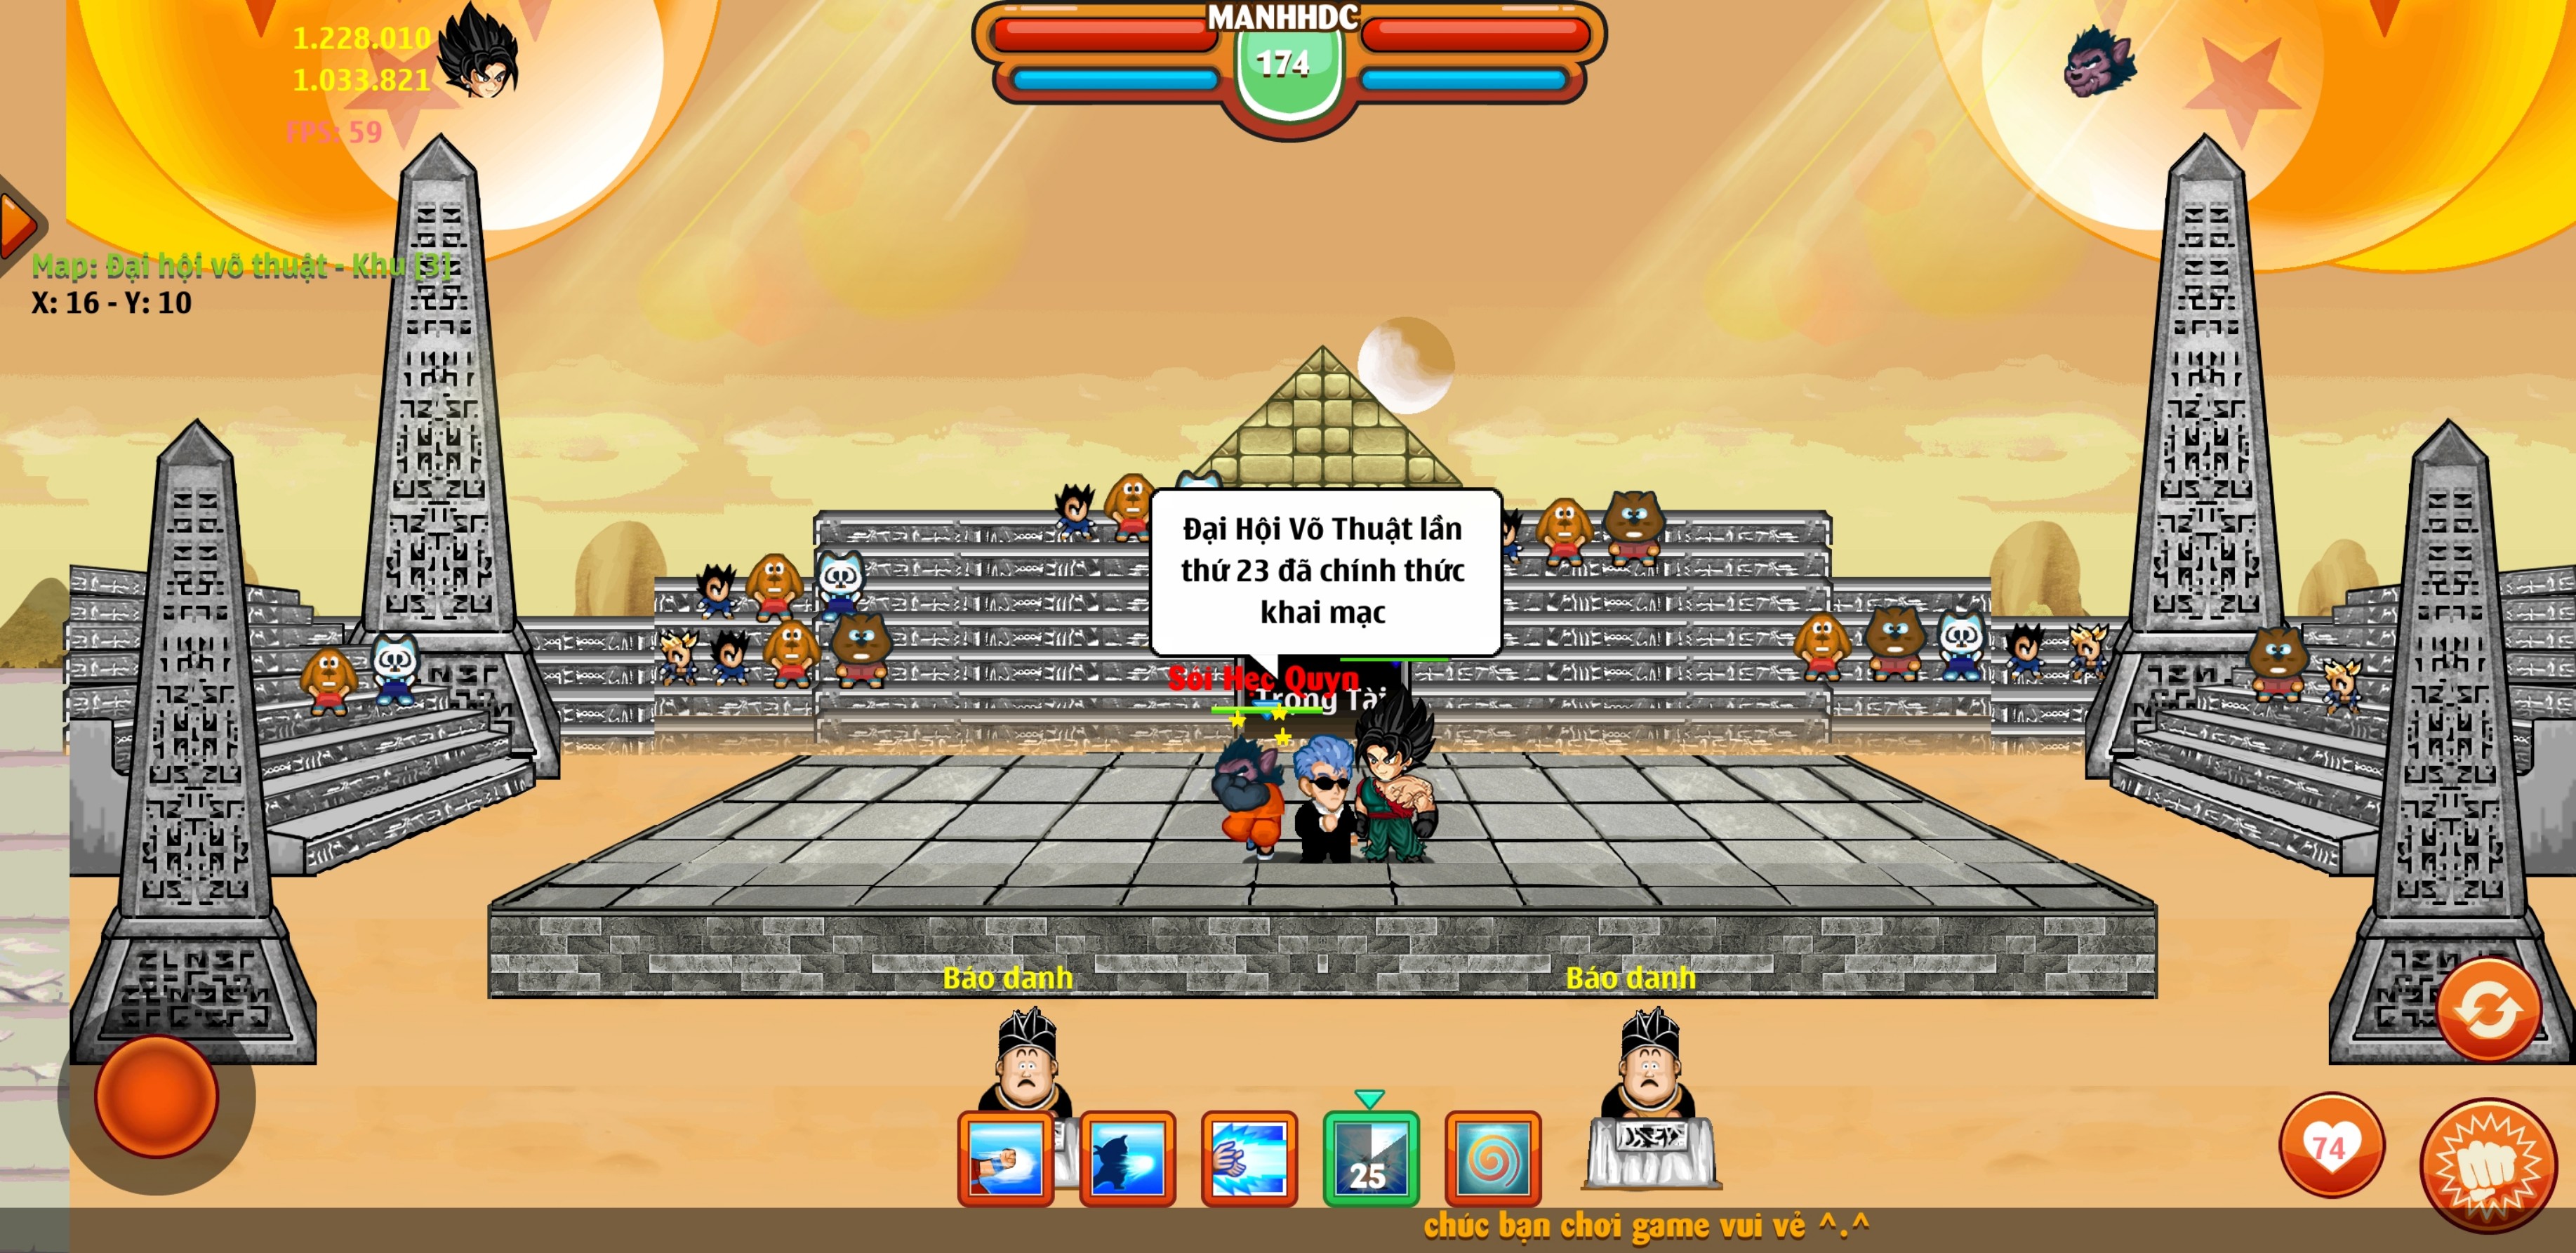 MANHHDC
174
1.228.010
1.033.821
FPS: 59
Map: Đại hội võ thuật - Khu [3]
X: 16 - Y: 10
Đại Hội Võ Thuật lần
thứ 23 đã chính thức
khai mạc
Sói Hẹc Quyn
Trọng Tài
Báo danh
Báo danh
25
74
chúc bạn chơi game vui vẻ ^.^